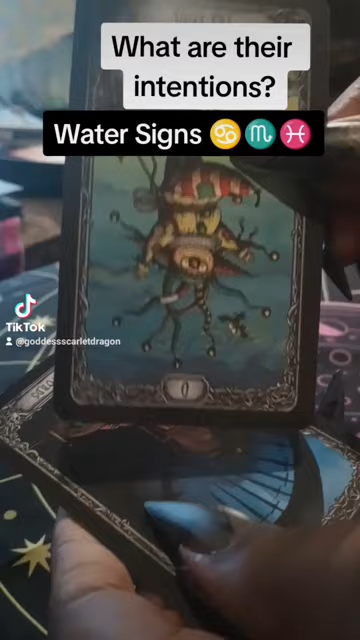 What are their
intentions?
Water Signs ♋♏♓
TikTok
@goddessscarletdragon
0